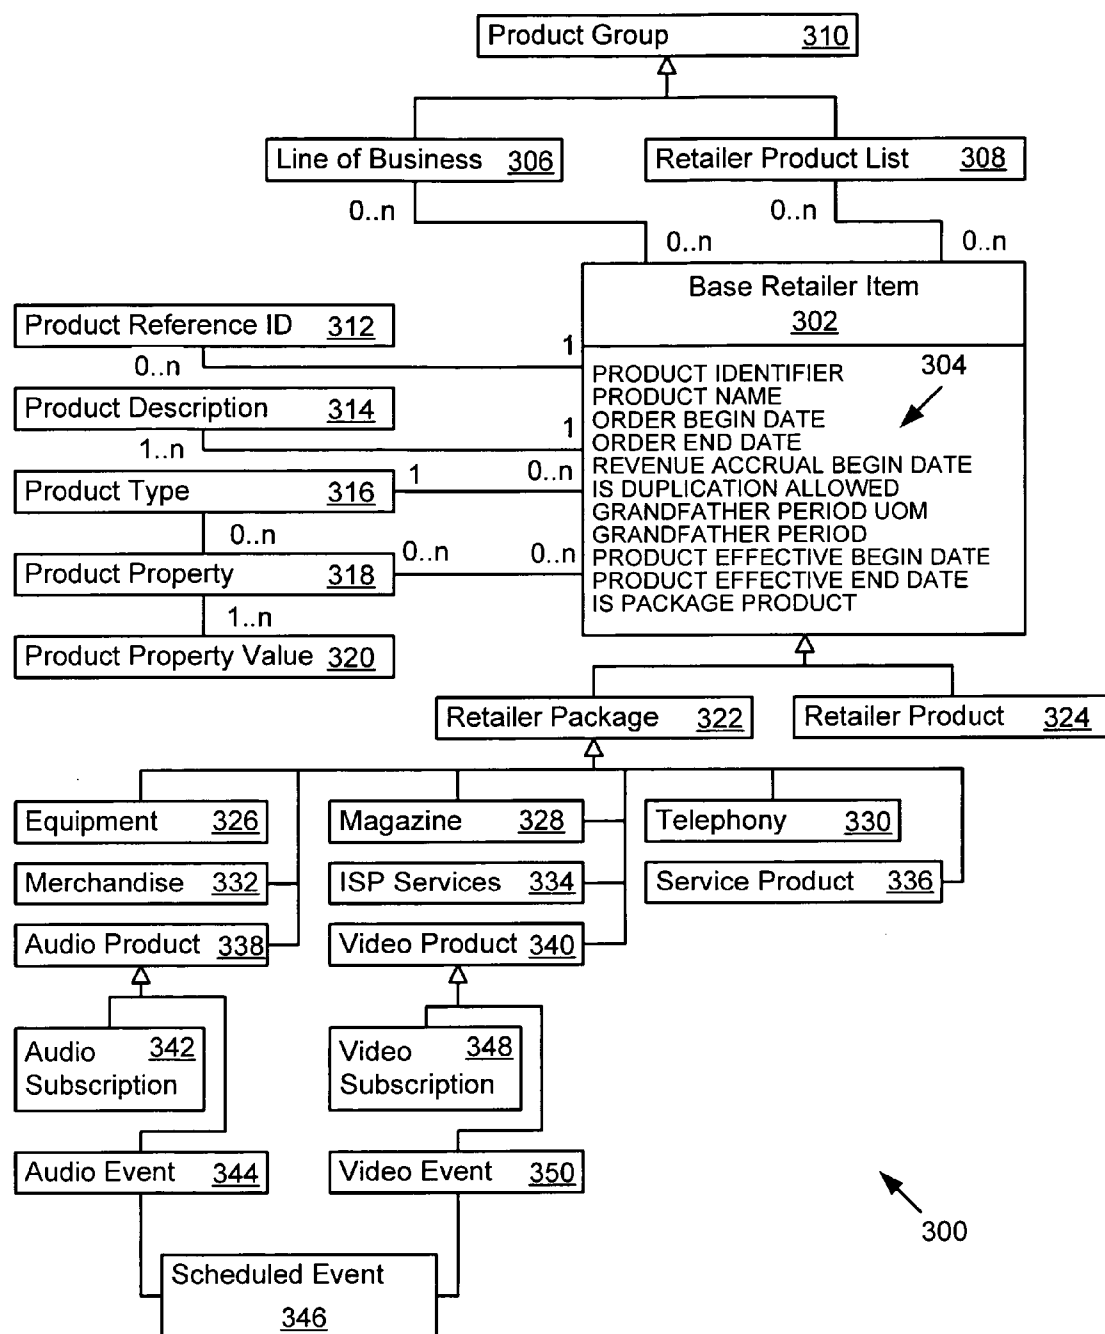 Product Group 310
Line of Business 306
Retailer Product List 308
0..n
0..n
0..n
0..n
Base Retailer Item
302
Product Reference ID 312
0..n
1
304
PRODUCT IDENTIFIER
PRODUCT NAME
ORDER BEGIN DATE
ORDER END DATE
REVENUE ACCRUAL BEGIN DATE
IS DUPLICATION ALLOWED
GRANDFATHER PERIOD UOM
GRANDFATHER PERIOD
PRODUCT EFFECTIVE BEGIN DATE
PRODUCT EFFECTIVE END DATE
IS PACKAGE PRODUCT
Product Description 314
1..n
1
Product Type 316
1
0..n
0..n
Product Property 318
0..n
0..n
1..n
Product Property Value 320
Retailer Package 322
Retailer Product 324
Equipment 326
Magazine 328
Telephony 330
Merchandise 332
ISP Services 334
Service Product 336
Audio Product 338
Video Product 340
Audio 342
Subscription
Video 348
Subscription
Audio Event 344
Video Event 350
300
Scheduled Event
346